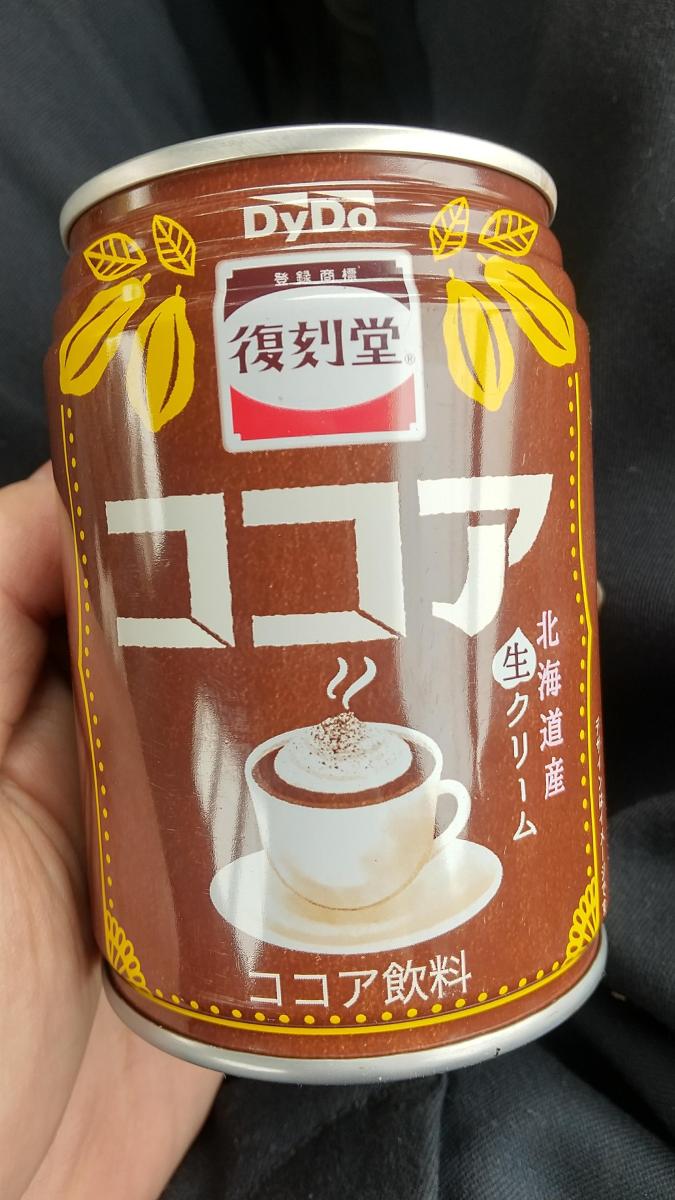 DyDo
登録商標
復刻堂®
ココア
北海道産
生クリーム
ココア飲料